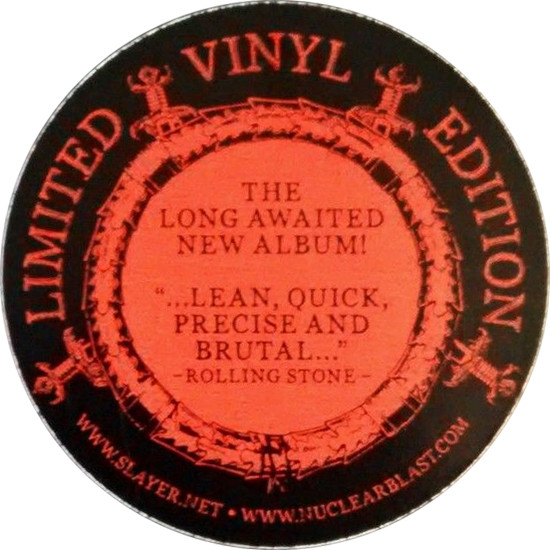 LIMITED VINYL EDITION
THE
LONG AWAITED
NEW ALBUM!
“...LEAN, QUICK,
PRECISE AND
BRUTAL...”
–ROLLING STONE–
WWW.SLAYER.NET • WWW.NUCLEARBLAST.COM